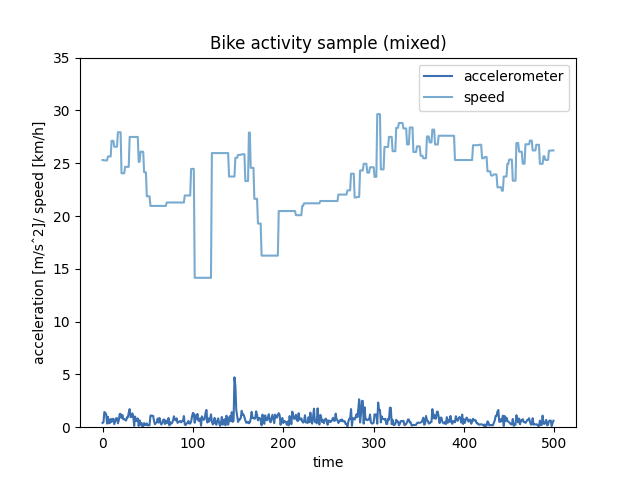 Bike activity sample (mixed)
accelerometer
speed
35
30
25
20
15
10
5
0
acceleration [m/s^2]/ speed [km/h]
0 100 200 300 400 500
time